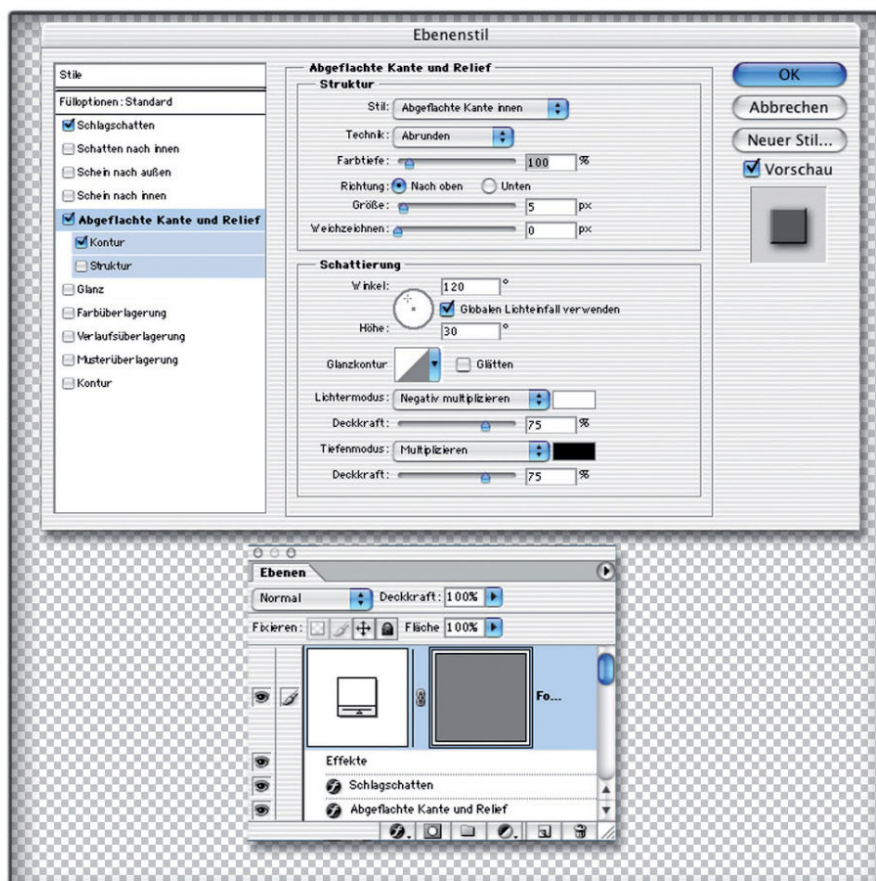 Ebenenstil
Stile
Fülloptionen: Standard
Schlagschatten
Schatten nach innen
Schein nach außen
Schein nach innen
Abgeflachte Kante und Relief
Kontur
Struktur
Glanz
Farbüberlagerung
Verlaufsüberlagerung
Musterüberlagerung
Kontur
Abgeflachte Kante und Relief
Struktur
Stil: Abgeflachte Kante innen
Technik: Abrunden
Farbtiefe: 100 %
Richtung: Nach oben Unten
Größe: 5 px
Weichzeichnen: 0 px
Schattierung
Winkel: 120 °
Globalen Lichteinfall verwenden
Höhe: 30 °
Glanzkontur Glätten
Lichtermodus: Negativ multiplizieren
Deckkraft: 75 %
Tiefenmodus: Multiplizieren
Deckkraft: 75 %
OK
Abbrechen
Neuer Stil...
Vorschau
Ebenen
Normal Deckkraft: 100%
Fixieren: Fläche 100%
Fo...
Effekte
Schlagschatten
Abgeflachte Kante und Relief